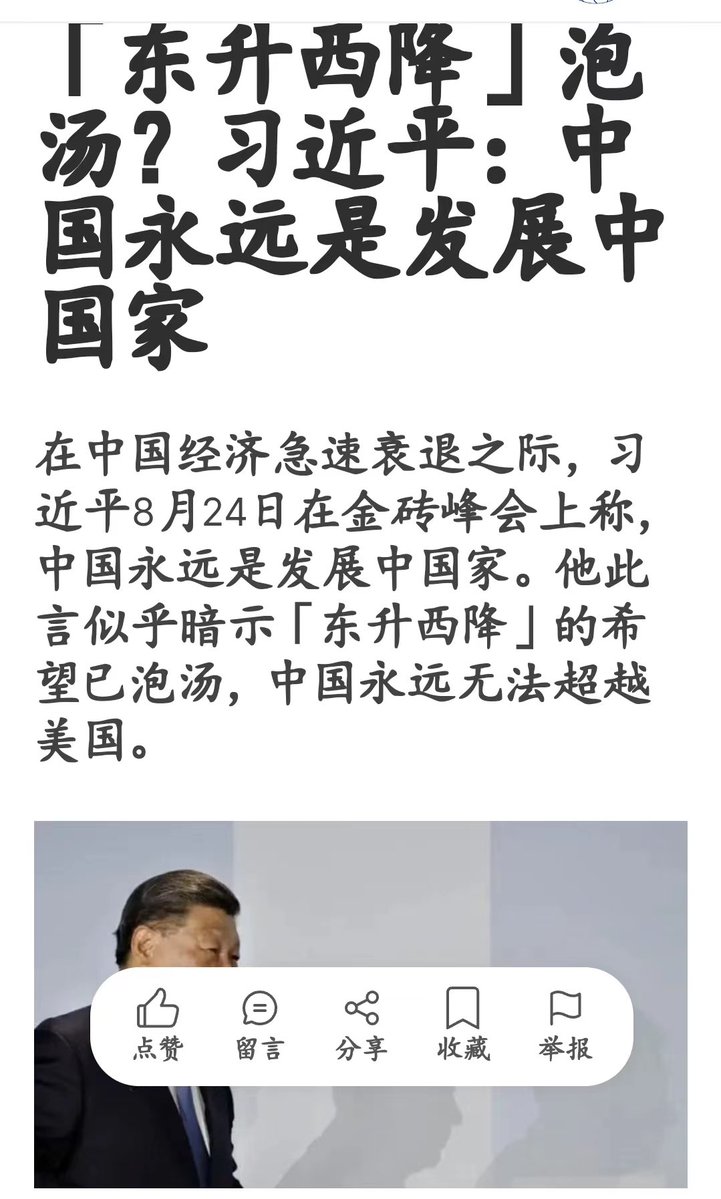 「东升西降」泡
汤？习近平：中
国永远是发展中
国家
在中国经济急速衰退之际，习
近平8月24日在金砖峰会上称，
中国永远是发展中国家。他此
言似乎暗示「东升西降」的希
望已泡汤，中国永远无法超越
美国。
点赞 留言 分享 收藏 举报